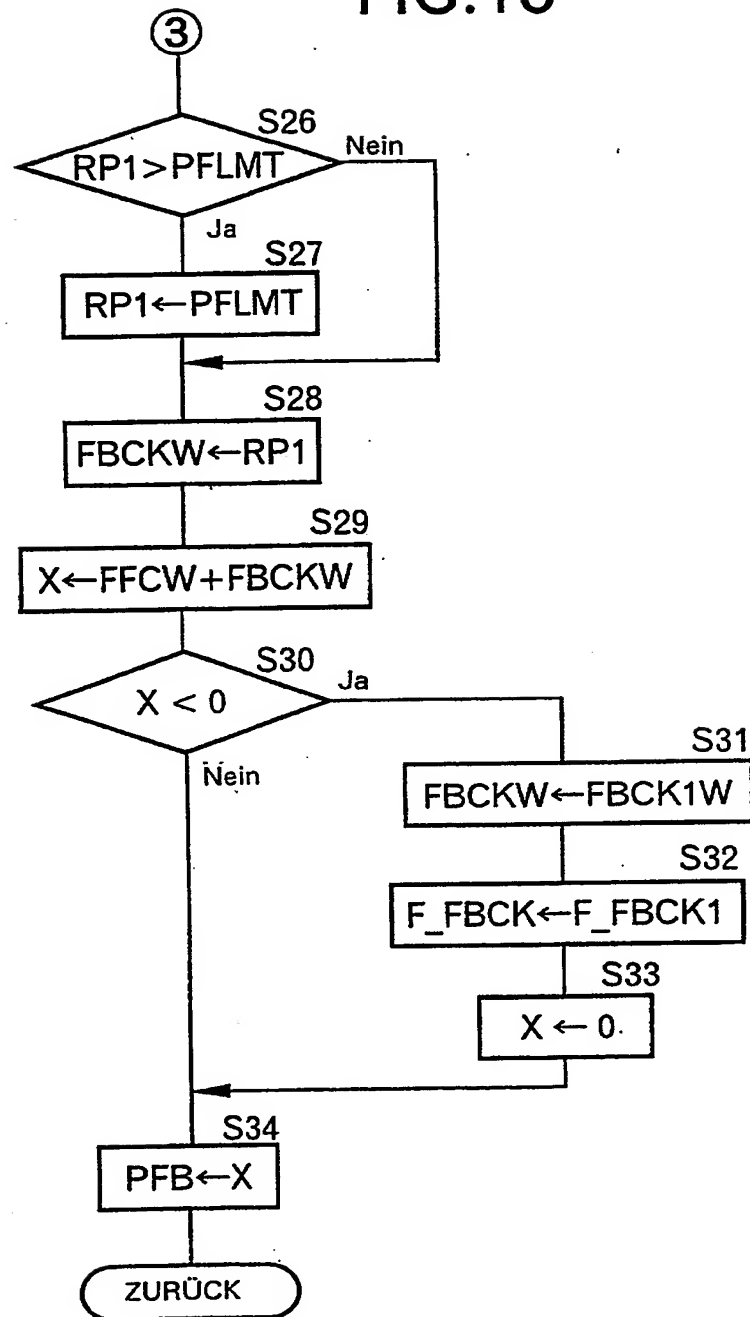 ③
S26
RP1>PFLMT
Nein
Ja
S27
RP1←PFLMT
S28
FBCKW←RP1
S29
X←FFCW+FBCKW
S30
X < 0
Ja
Nein
S31
FBCKW←FBCK1W
S32
F_FBCK←F_FBCK1
S33
X ← 0
S34
PFB←X
ZURÜCK